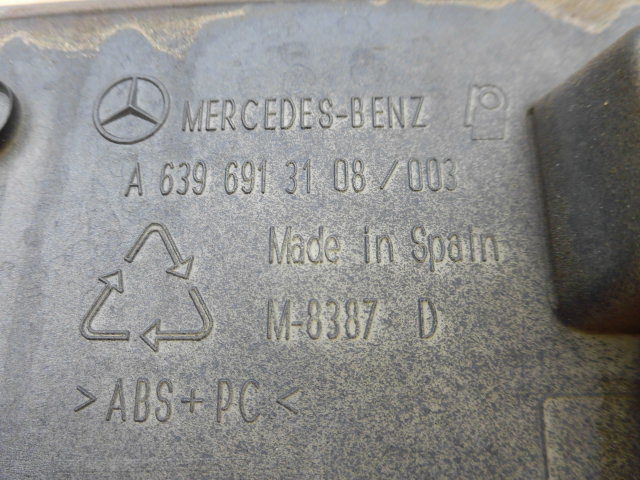 MERCEDES-BENZ
A 639 691 31 08/003
Made in Spain
M-8387 D
>ABS+PC<